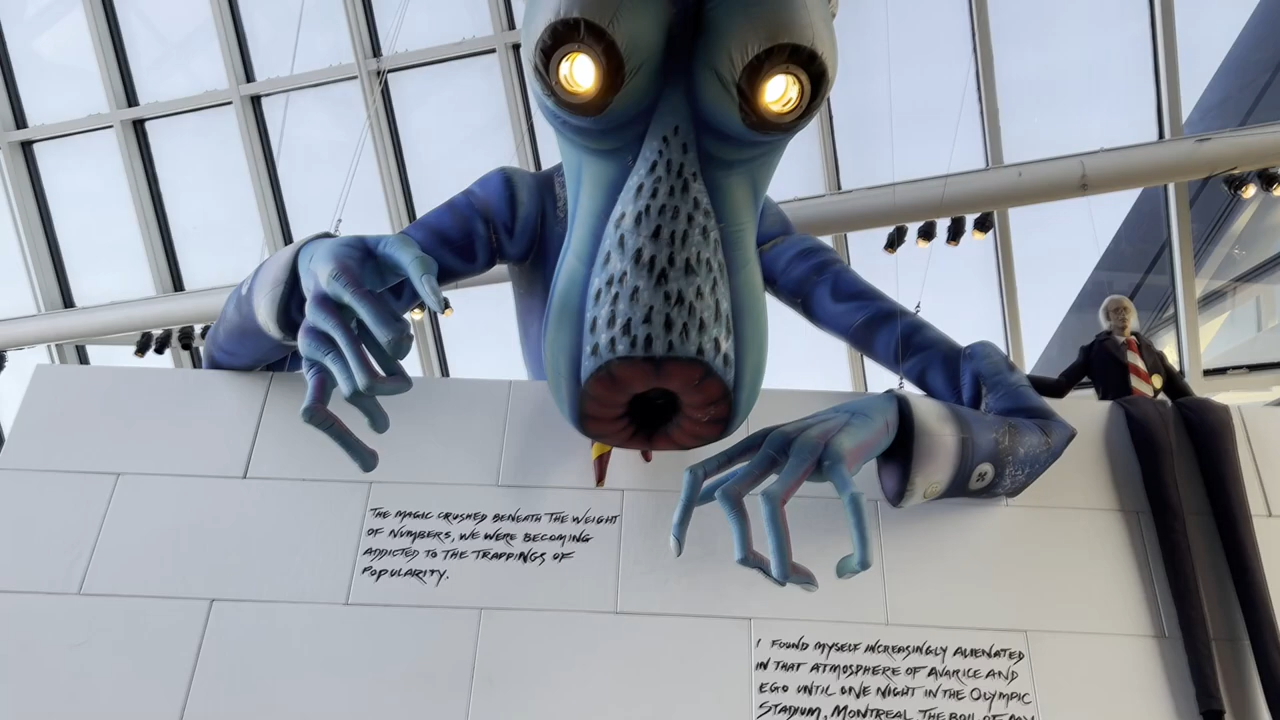 THE MAGIC CRUSHED BENEATH THE WEIGHT
OF NUMBERS, WE WERE BECOMING
ADDICTED TO THE TRAPPINGS OF
POPULARITY.
I FOUND MYSELF INCREASINGLY ALIENATED
IN THAT ATMOSPHERE OF AVARICE AND
EGO UNTIL ONE NIGHT IN THE OLYMPIC
STADIUM, MONTREAL THE BOIL OF MY